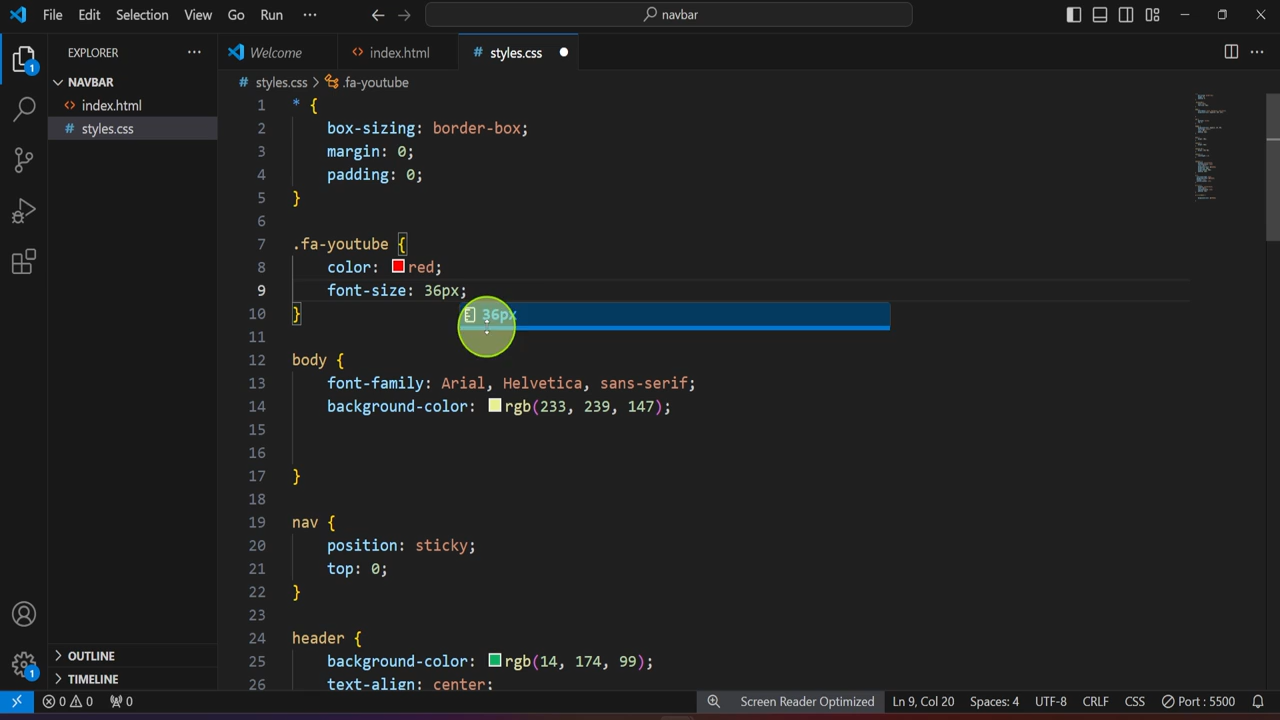 File Edit Selection View Go Run ··· navbar
EXPLORER ··· Welcome index.html styles.css
NAVBAR
index.html
styles.css
# styles.css > .fa-youtube
1 * {
2 box-sizing: border-box;
3 margin: 0;
4 padding: 0;
5 }
6
7 .fa-youtube {
8 color: red;
9 font-size: 36px;
10 }
36px
11
12 body {
13 font-family: Arial, Helvetica, sans-serif;
14 background-color: rgb(233, 239, 147);
15
16
17 }
18
19 nav {
20 position: sticky;
21 top: 0;
22 }
23
24 header {
25 background-color: rgb(14, 174, 99);
26 text-align: center;
OUTLINE
TIMELINE
1
1
0 0 0 Screen Reader Optimized Ln 9, Col 20 Spaces: 4 UTF-8 CRLF CSS Port : 5500